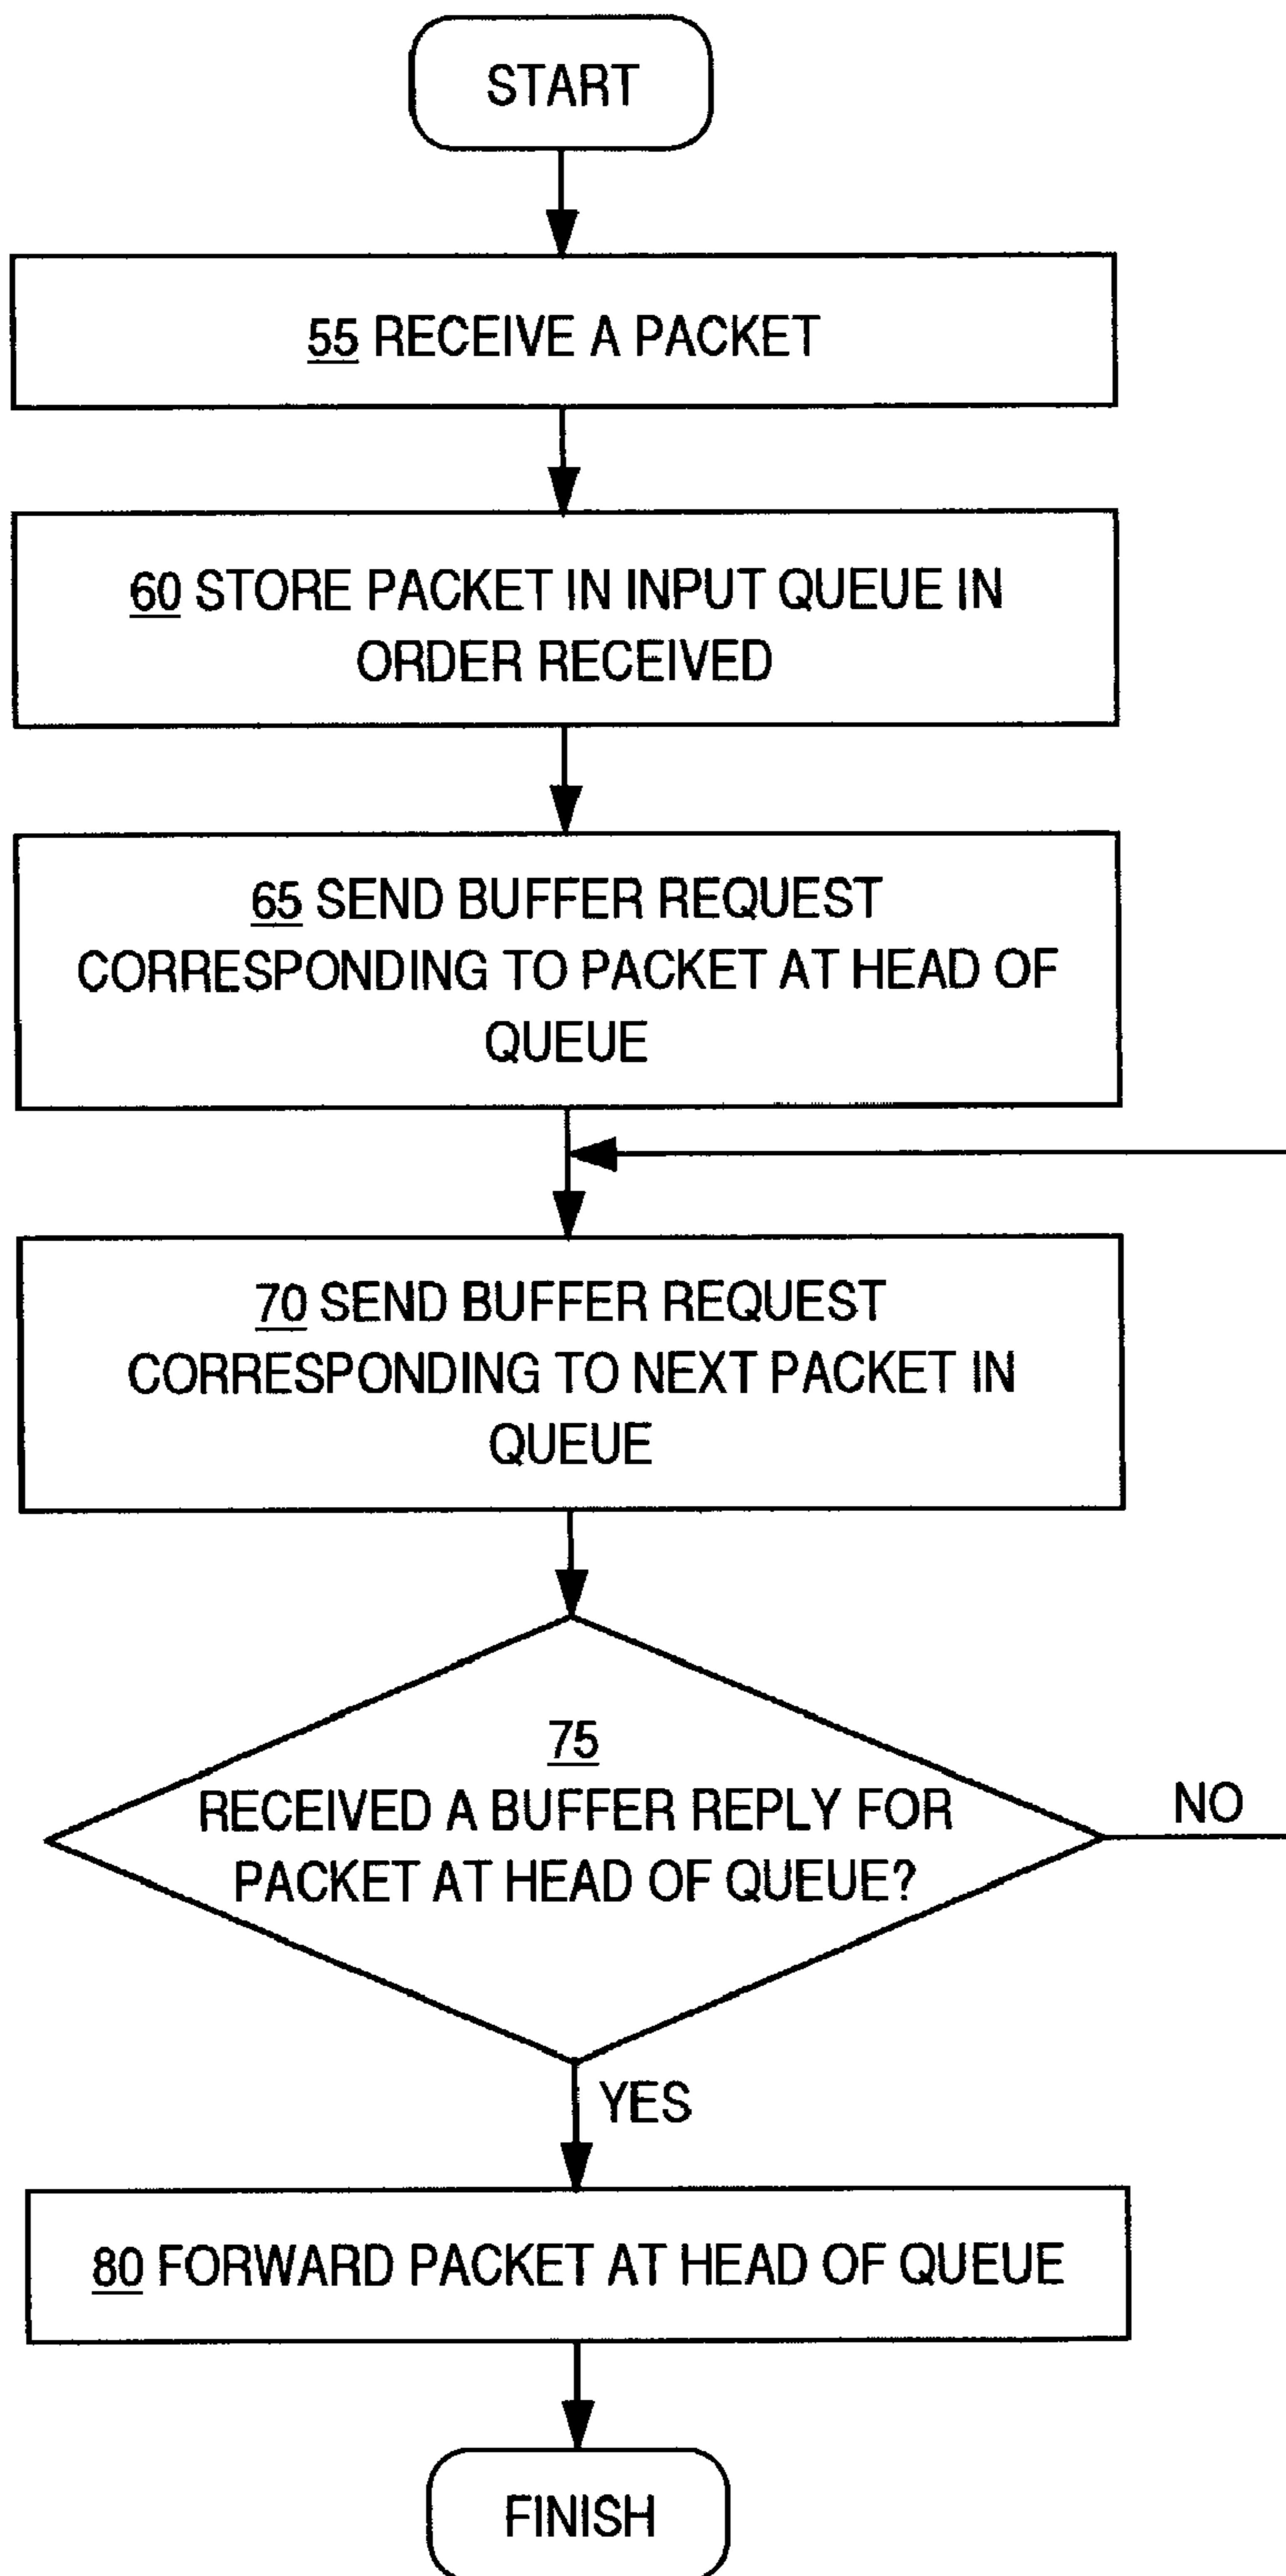 START
55 RECEIVE A PACKET
60 STORE PACKET IN INPUT QUEUE IN
ORDER RECEIVED
65 SEND BUFFER REQUEST
CORRESPONDING TO PACKET AT HEAD OF
QUEUE
70 SEND BUFFER REQUEST
CORRESPONDING TO NEXT PACKET IN
QUEUE
75
RECEIVED A BUFFER REPLY FOR
PACKET AT HEAD OF QUEUE?
NO
YES
80 FORWARD PACKET AT HEAD OF QUEUE
FINISH